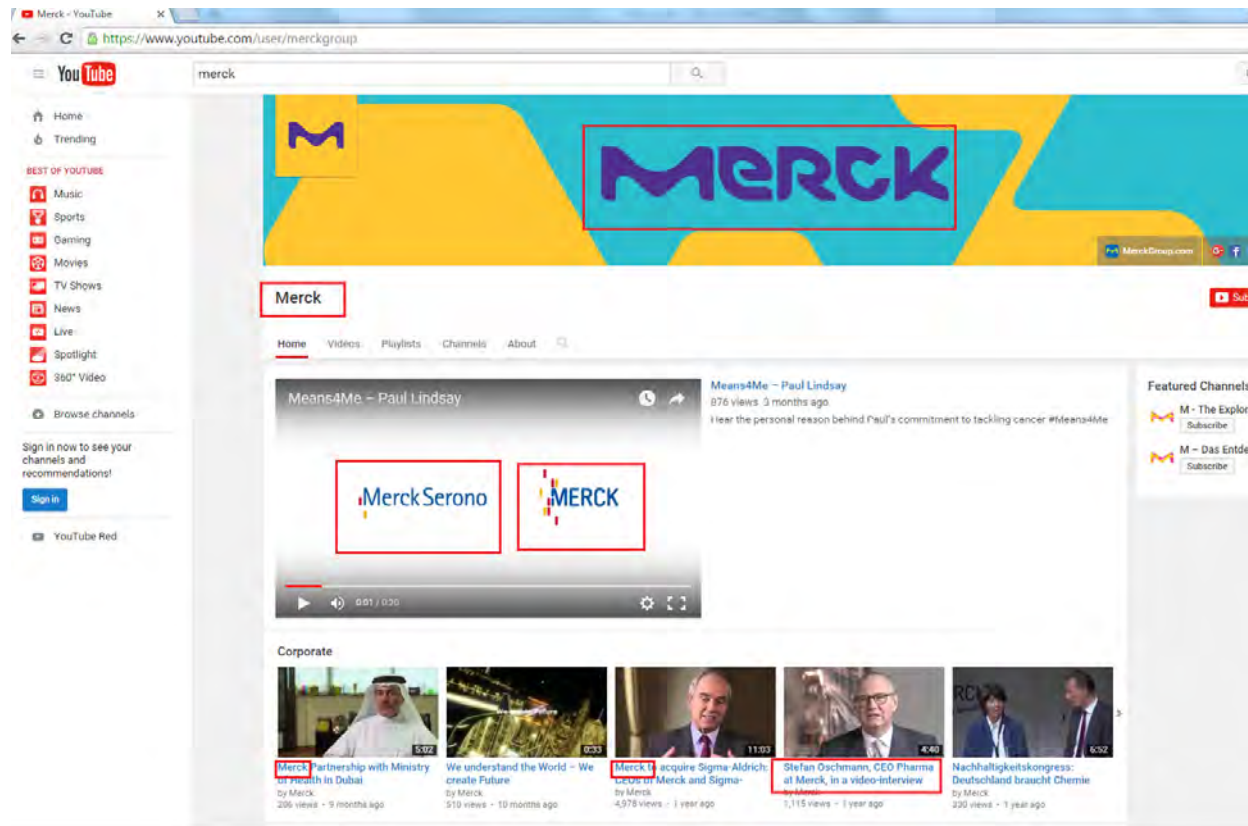 Merck - YouTube
https://www.youtube.com/user/merckgroup
YouTube
merck
Home
Trending
BEST OF YOUTUBE
Music
Sports
Gaming
Movies
TV Shows
News
Live
Spotlight
360° Video
Browse channels
Sign in now to see your
channels and
recommendations!
Sign in
YouTube Red
MERCK
MerckGroup.com
Merck
Sub
Home Videos Playlists Channels About
Means4Me – Paul Lindsay
Merck Serono
MERCK
0:01 / 0:30
Means4Me – Paul Lindsay
876 views 3 months ago
Hear the personal reason behind Paul's commitment to tackling cancer #Means4Me
Featured Channels
M - The Explor
Subscribe
M – Das Entde
Subscribe
Corporate
5:02
Merck Partnership with Ministry
of Health in Dubai
by Merck
206 views - 9 months ago
0:33
We understand the World – We
create Future
by Merck
510 views - 10 months ago
11:03
Merck to acquire Sigma-Aldrich:
CEOs of Merck and Sigma-
by Merck
4,978 views - 1 year ago
4:40
Stefan Oschmann, CEO Pharma
at Merck, in a video-interview
by Merck
1,115 views - 1 year ago
6:52
Nachhaltigkeitskongress:
Deutschland braucht Chemie
by Merck
views - 1 year ago